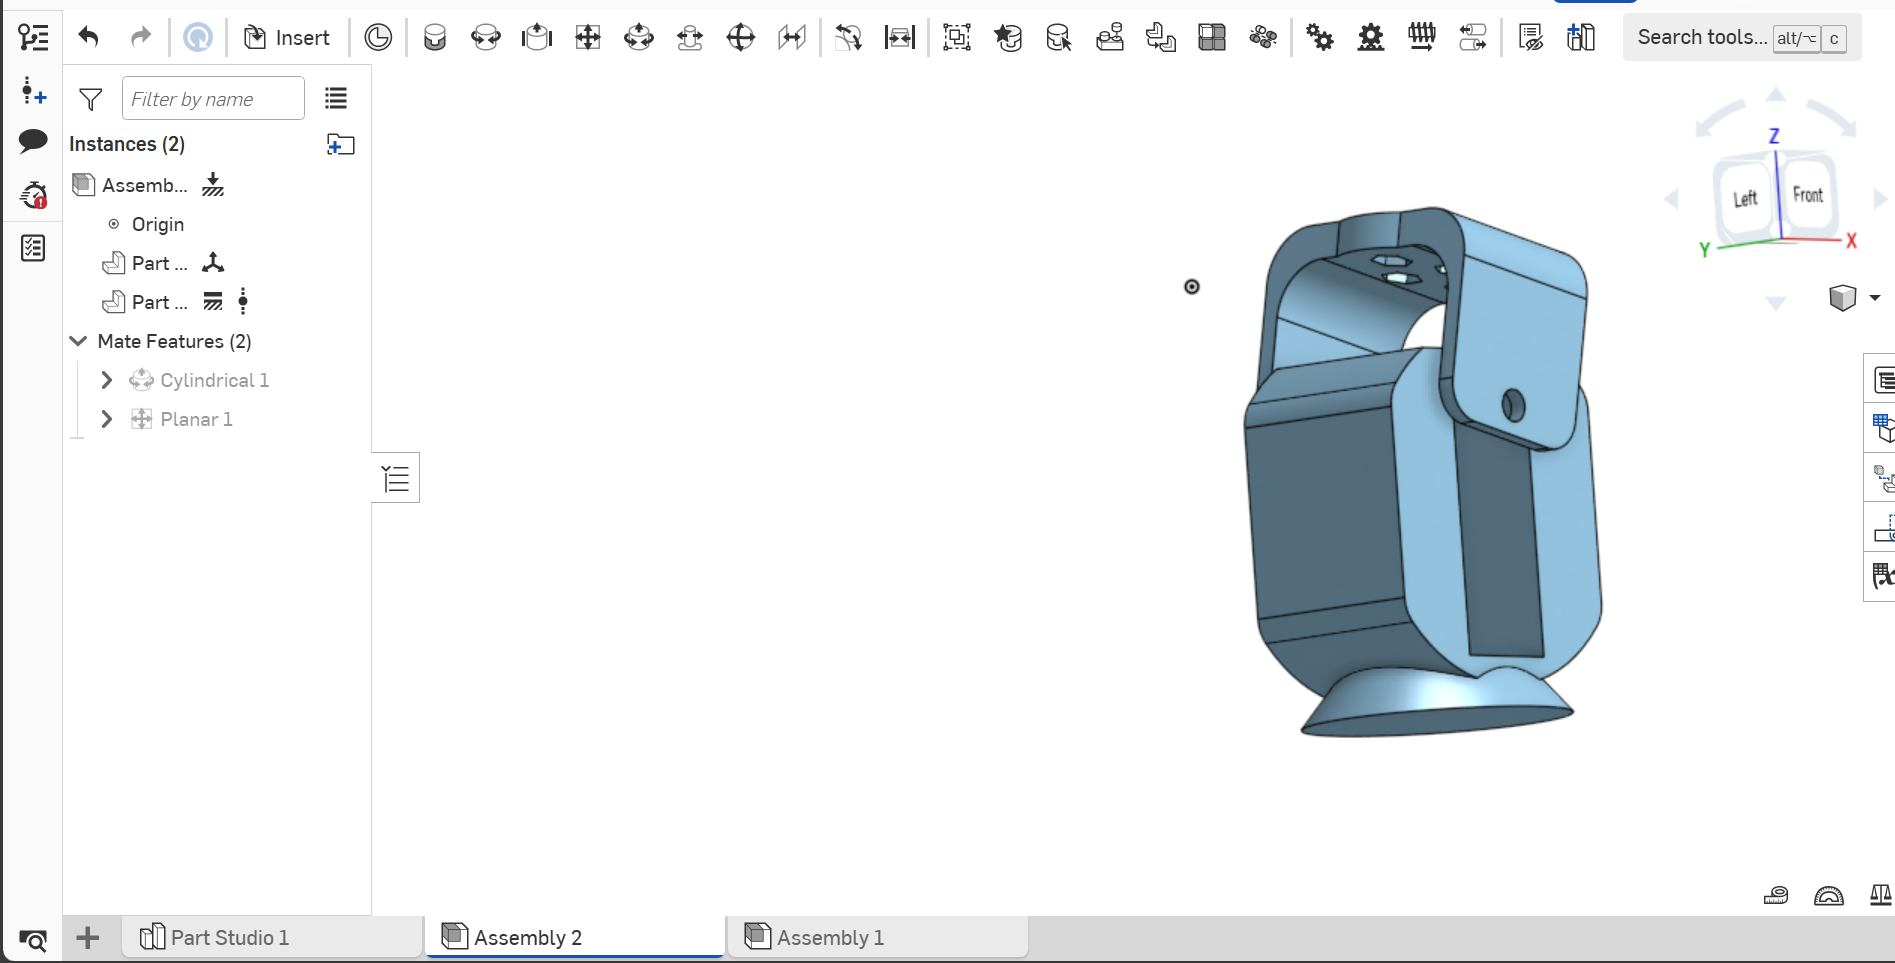 Insert
Search tools... alt/⌥ c
Filter by name
Instances (2)
Assemb...
Origin
Part ...
Part ...
Mate Features (2)
Cylindrical 1
Planar 1
Z
Left
Front
Y
X
Part Studio 1
Assembly 2
Assembly 1